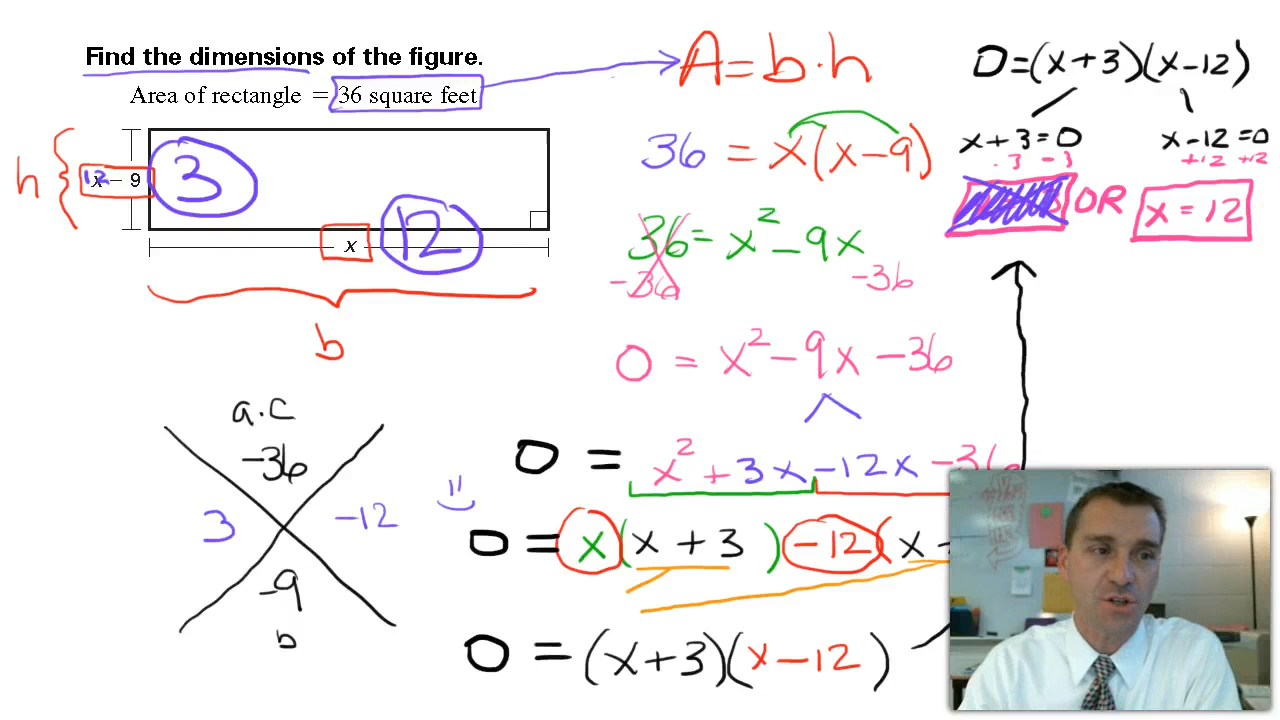 Find the dimensions of the figure.
Area of rectangle = 36 square feet
h
12
x − 9
3
x
12
b
a.c
-36
3
-12
-9
b
A = b·h
36 = x(x-9)
36 = x² - 9x
-36
-36
0 = x² - 9x - 36
0 = x² + 3x - 12x - 36
0 = x(x + 3) -12(x
0 = (x+3)(x-12)
0=(x+3)(x-12)
x+3=0
x-12=0
-3 -3
+12 +12
OR
x = 12